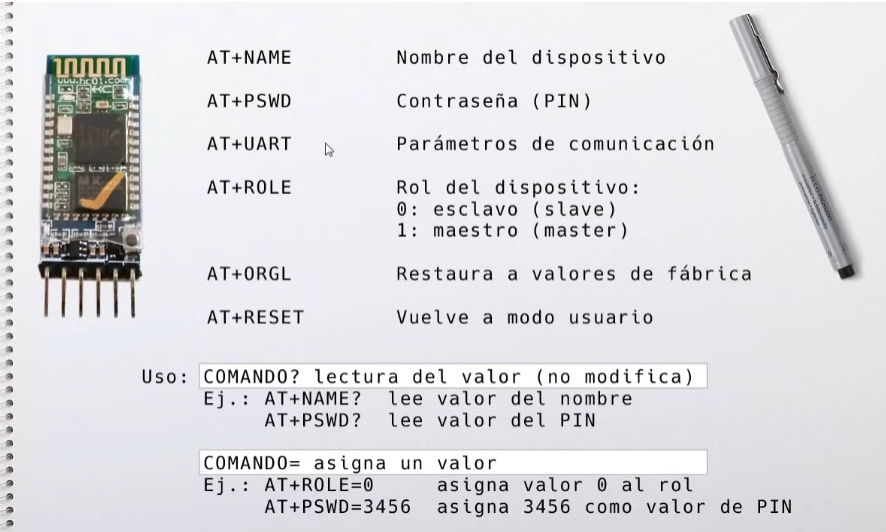 www.hc01.com
AT+NAME Nombre del dispositivo
AT+PSWD Contraseña (PIN)
AT+UART Parámetros de comunicación
AT+ROLE Rol del dispositivo:
0: esclavo (slave)
1: maestro (master)
AT+ORGL Restaura a valores de fábrica
AT+RESET Vuelve a modo usuario
Uso: COMANDO? lectura del valor (no modifica)
Ej.: AT+NAME? lee valor del nombre
AT+PSWD? lee valor del PIN
COMANDO= asigna un valor
Ej.: AT+ROLE=0 asigna valor 0 al rol
AT+PSWD=3456 asigna 3456 como valor de PIN